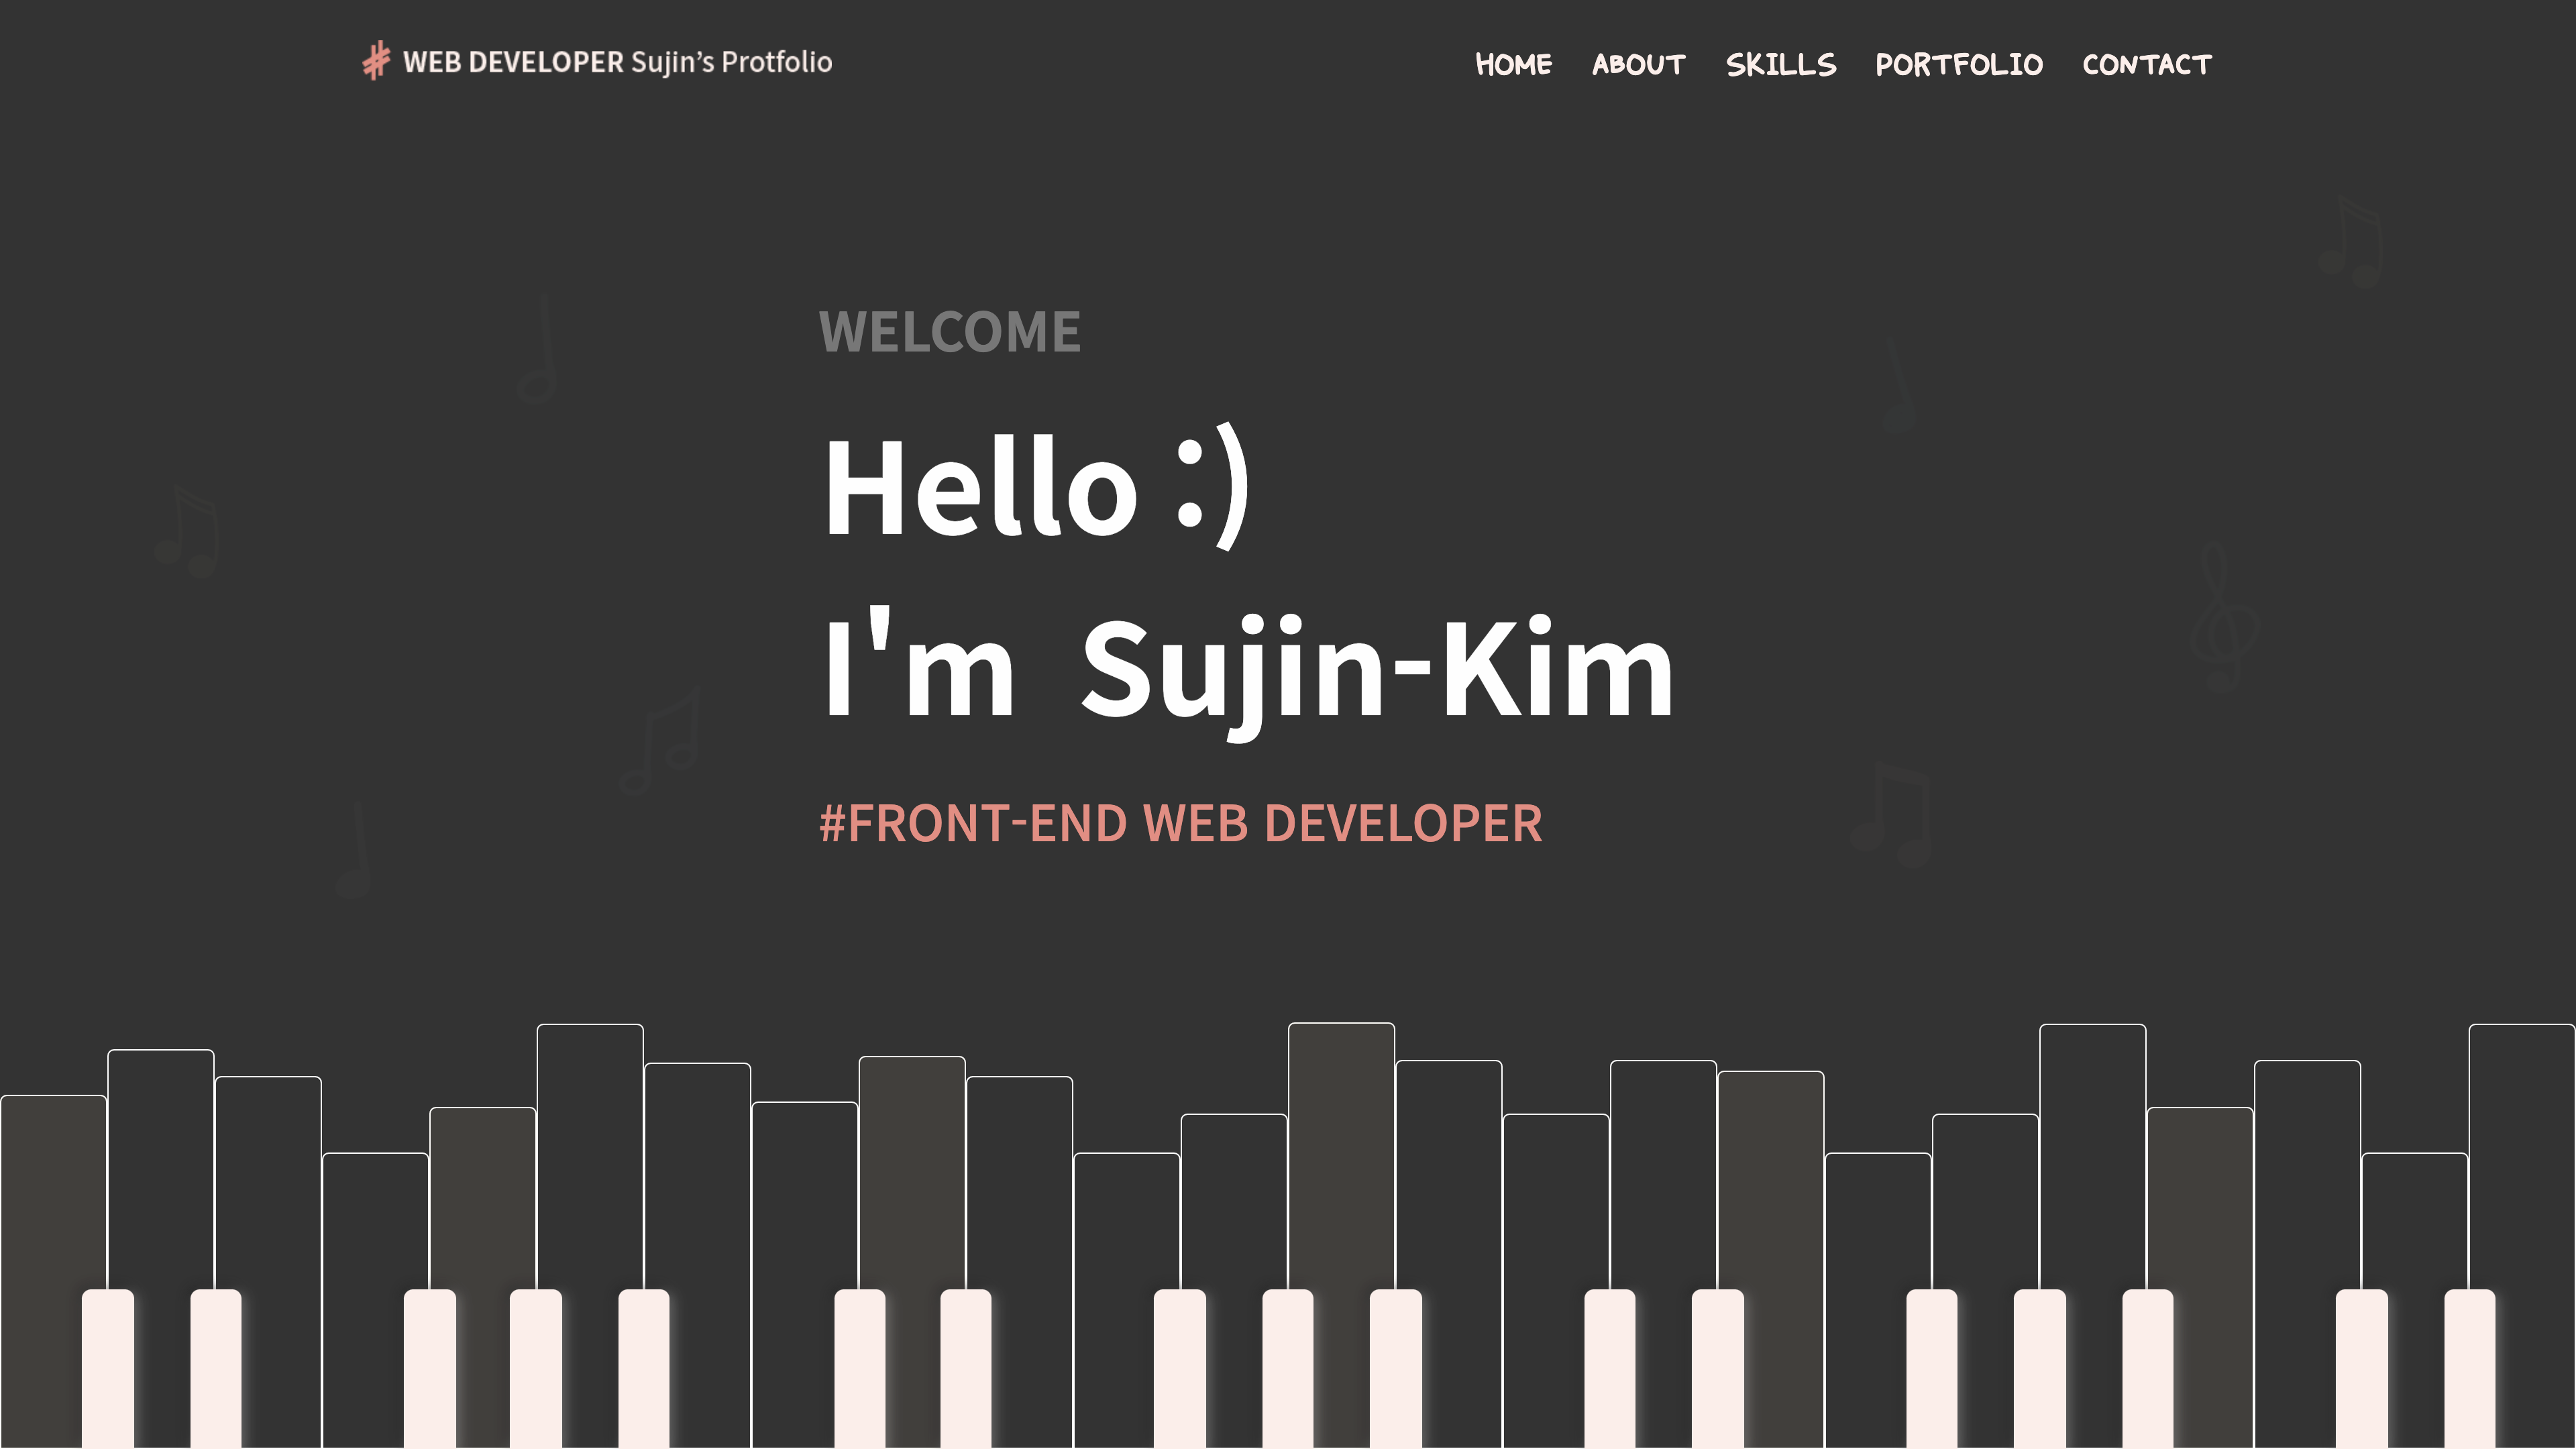 WEB DEVELOPER Sujin’s Protfolio
HOME ABOUT SKILLS PORTFOLIO CONTACT
WELCOME
Hello :)
I'm Sujin-Kim
#FRONT-END WEB DEVELOPER